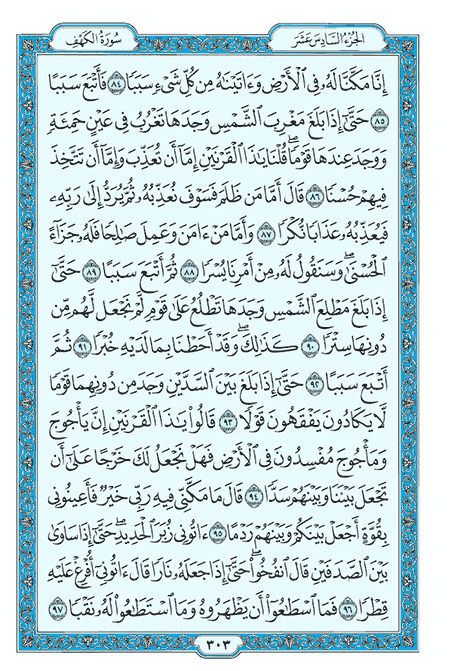 الجزء السادس عشر
سورة الكهف
إِنَّا مَكَّنَّا لَهُۥ فِى ٱلْأَرْضِ وَءَاتَيْنَٰهُ مِن كُلِّ شَىْءٍ سَبَبًا ٨٤ فَأَتْبَعَ سَبَبًا
٨٥ حَتَّىٰٓ إِذَا بَلَغَ مَغْرِبَ ٱلشَّمْسِ وَجَدَهَا تَغْرُبُ فِى عَيْنٍ حَمِئَةٍ
وَوَجَدَ عِندَهَا قَوْمًا ۗ قُلْنَا يَٰذَا ٱلْقَرْنَيْنِ إِمَّآ أَن تُعَذِّبَ وَإِمَّآ أَن تَتَّخِذَ
فِيهِمْ حُسْنًا ٨٦ قَالَ أَمَّا مَن ظَلَمَ فَسَوْفَ نُعَذِّبُهُۥ ثُمَّ يُرَدُّ إِلَىٰ رَبِّهِۦ
فَيُعَذِّبُهُۥ عَذَابًا نُّكْرًا ٨٧ وَأَمَّا مَنْ ءَامَنَ وَعَمِلَ صَٰلِحًا فَلَهُۥ جَزَآءً
ٱلْحُسْنَىٰ ۖ وَسَنَقُولُ لَهُۥ مِنْ أَمْرِنَا يُسْرًا ٨٨ ثُمَّ أَتْبَعَ سَبَبًا ٨٩ حَتَّىٰٓ
إِذَا بَلَغَ مَطْلِعَ ٱلشَّمْسِ وَجَدَهَا تَطْلُعُ عَلَىٰ قَوْمٍ لَّمْ نَجْعَل لَّهُم مِّن
دُونِهَا سِتْرًا ٩٠ كَذَٰلِكَ وَقَدْ أَحَطْنَا بِمَا لَدَيْهِ خُبْرًا ٩١ ثُمَّ
أَتْبَعَ سَبَبًا ٩٢ حَتَّىٰٓ إِذَا بَلَغَ بَيْنَ ٱلسَّدَّيْنِ وَجَدَ مِن دُونِهِمَا قَوْمًا
لَّا يَكَادُونَ يَفْقَهُونَ قَوْلًا ٩٣ قَالُوا۟ يَٰذَا ٱلْقَرْنَيْنِ إِنَّ يَأْجُوجَ
وَمَأْجُوجَ مُفْسِدُونَ فِى ٱلْأَرْضِ فَهَلْ نَجْعَلُ لَكَ خَرْجًا عَلَىٰٓ أَن
تَجْعَلَ بَيْنَنَا وَبَيْنَهُمْ سَدًّا ٩٤ قَالَ مَا مَكَّنِّى فِيهِ رَبِّى خَيْرٌ فَأَعِينُونِى
بِقُوَّةٍ أَجْعَلْ بَيْنَكُمْ وَبَيْنَهُمْ رَدْمًا ٩٥ ءَاتُونِى زُبَرَ ٱلْحَدِيدِ ۖ حَتَّىٰٓ إِذَا سَاوَىٰ
بَيْنَ ٱلصَّدَفَيْنِ قَالَ ٱنفُخُوا۟ ۖ حَتَّىٰٓ إِذَا جَعَلَهُۥ نَارًا قَالَ ءَاتُونِىٓ أُفْرِغْ عَلَيْهِ
قِطْرًا ٩٦ فَمَا ٱسْطَٰعُوٓا۟ أَن يَظْهَرُوهُ وَمَا ٱسْتَطَٰعُوا۟ لَهُۥ نَقْبًا ٩٧
٣٠٣